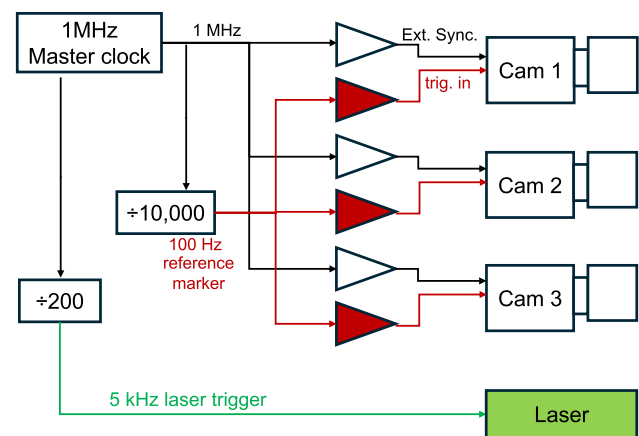 1MHz
Master clock
1 MHz
Ext. Sync.
Cam 1
trig. in
Cam 2
÷10,000
100 Hz
reference
marker
÷200
Cam 3
5 kHz laser trigger
Laser